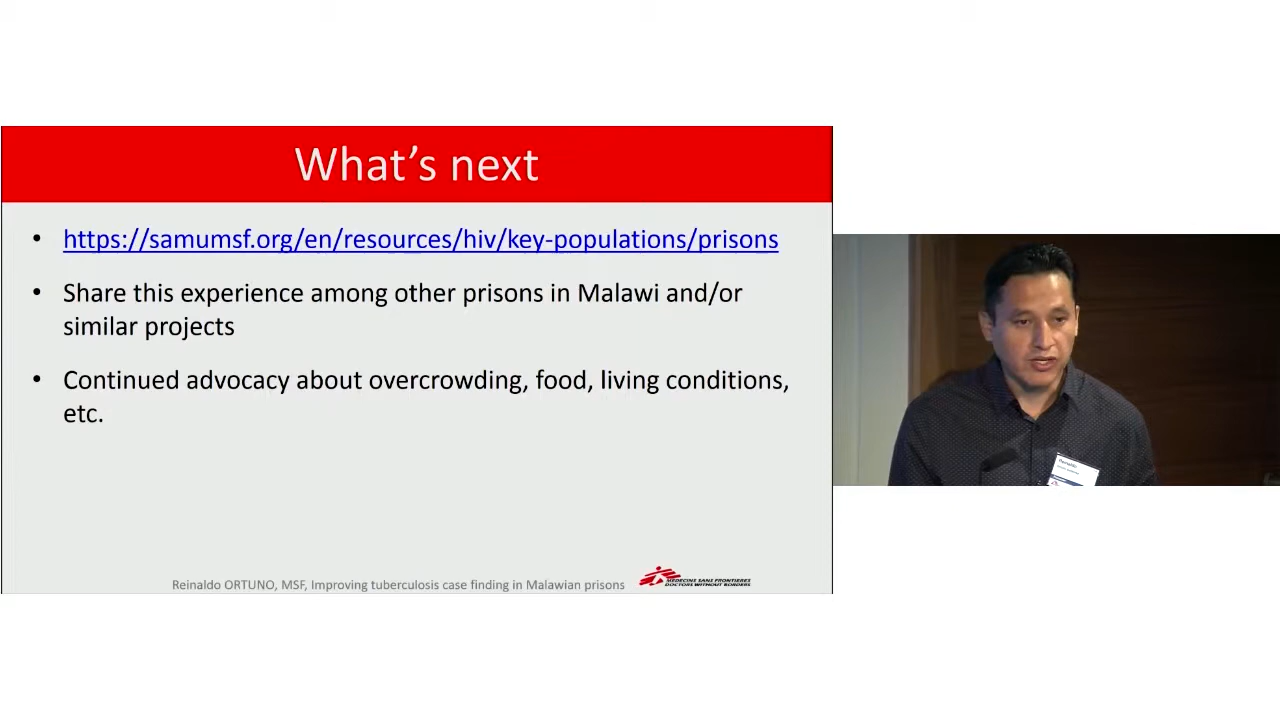 What's next
• https://samumsf.org/en/resources/hiv/key-populations/prisons
• Share this experience among other prisons in Malawi and/or
similar projects
• Continued advocacy about overcrowding, food, living conditions,
etc.
Reinaldo ORTUNO, MSF, Improving tuberculosis case finding in Malawian prisons
MEDECINS SANS FRONTIERES
DOCTORS WITHOUT BORDERS
Reinaldo